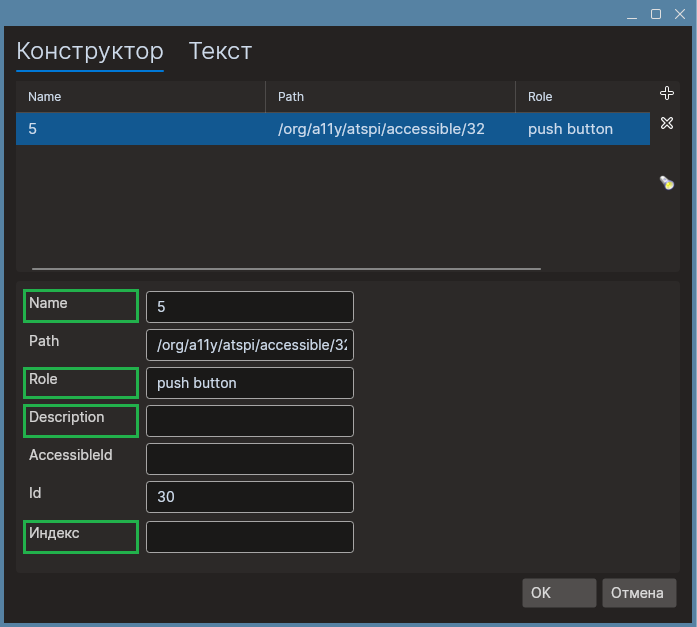 Конструктор Текст
Name Path Role
5 /org/a11y/atspi/accessible/32 push button
Name 5
Path /org/a11y/atspi/accessible/32
Role push button
Description
AccessibleId
Id 30
Индекс
OK Отмена